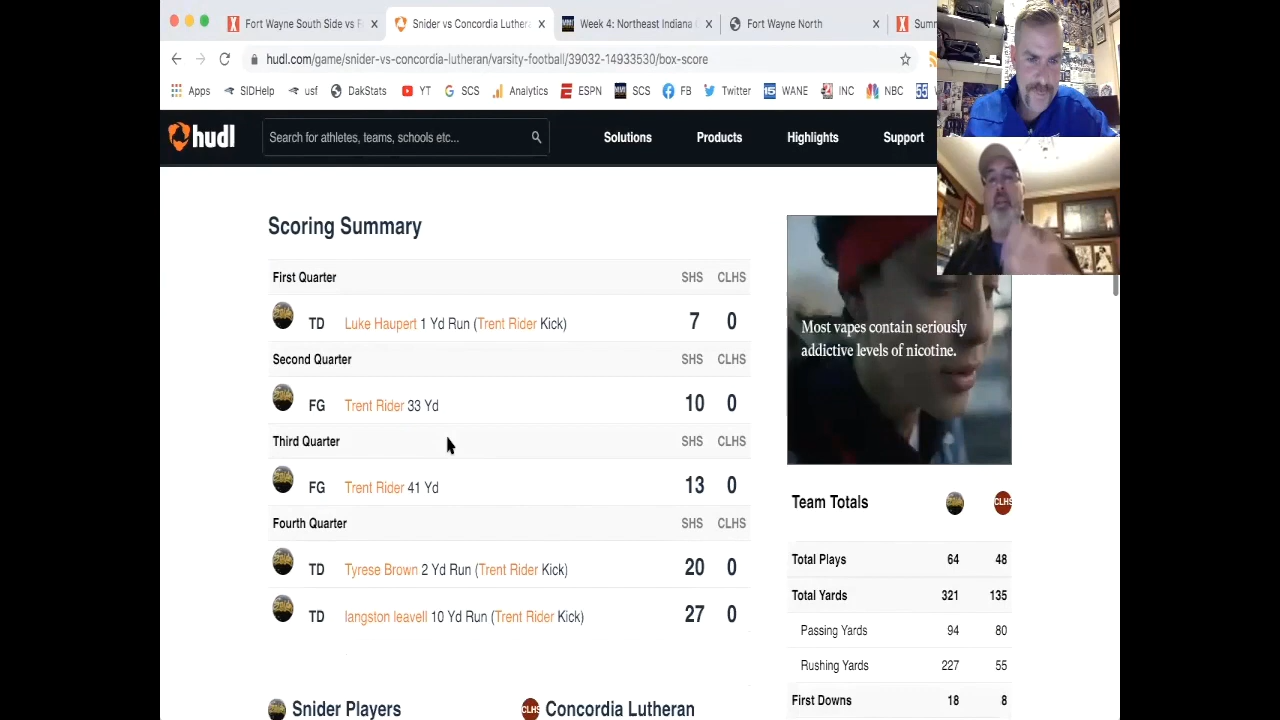 Fort Wayne South Side vs F
Snider vs Concordia Luthera
Week 4: Northeast Indiana
Fort Wayne North
Sum
hudl.com/game/snider-vs-concordia-lutheran/varsity-football/39032-14933530/box-score
Apps SIDHelp usf DakStats YT SCS Analytics ESPN SCS FB Twitter WANE INC NBC
hudl Search for athletes, teams, schools etc... Solutions Products Highlights Support
Scoring Summary
First Quarter SHS CLHS
TD Luke Haupert 1 Yd Run (Trent Rider Kick) 7 0
Second Quarter SHS CLHS
FG Trent Rider 33 Yd 10 0
Third Quarter SHS CLHS
FG Trent Rider 41 Yd 13 0
Fourth Quarter SHS CLHS
TD Tyrese Brown 2 Yd Run (Trent Rider Kick) 20 0
TD langston leavell 10 Yd Run (Trent Rider Kick) 27 0
Snider Players
CLHS Concordia Lutheran
Most vapes contain seriously
addictive levels of nicotine.
Team Totals CLHS
Total Plays 64 48
Total Yards 321 135
Passing Yards 94 80
Rushing Yards 227 55
First Downs 18 8